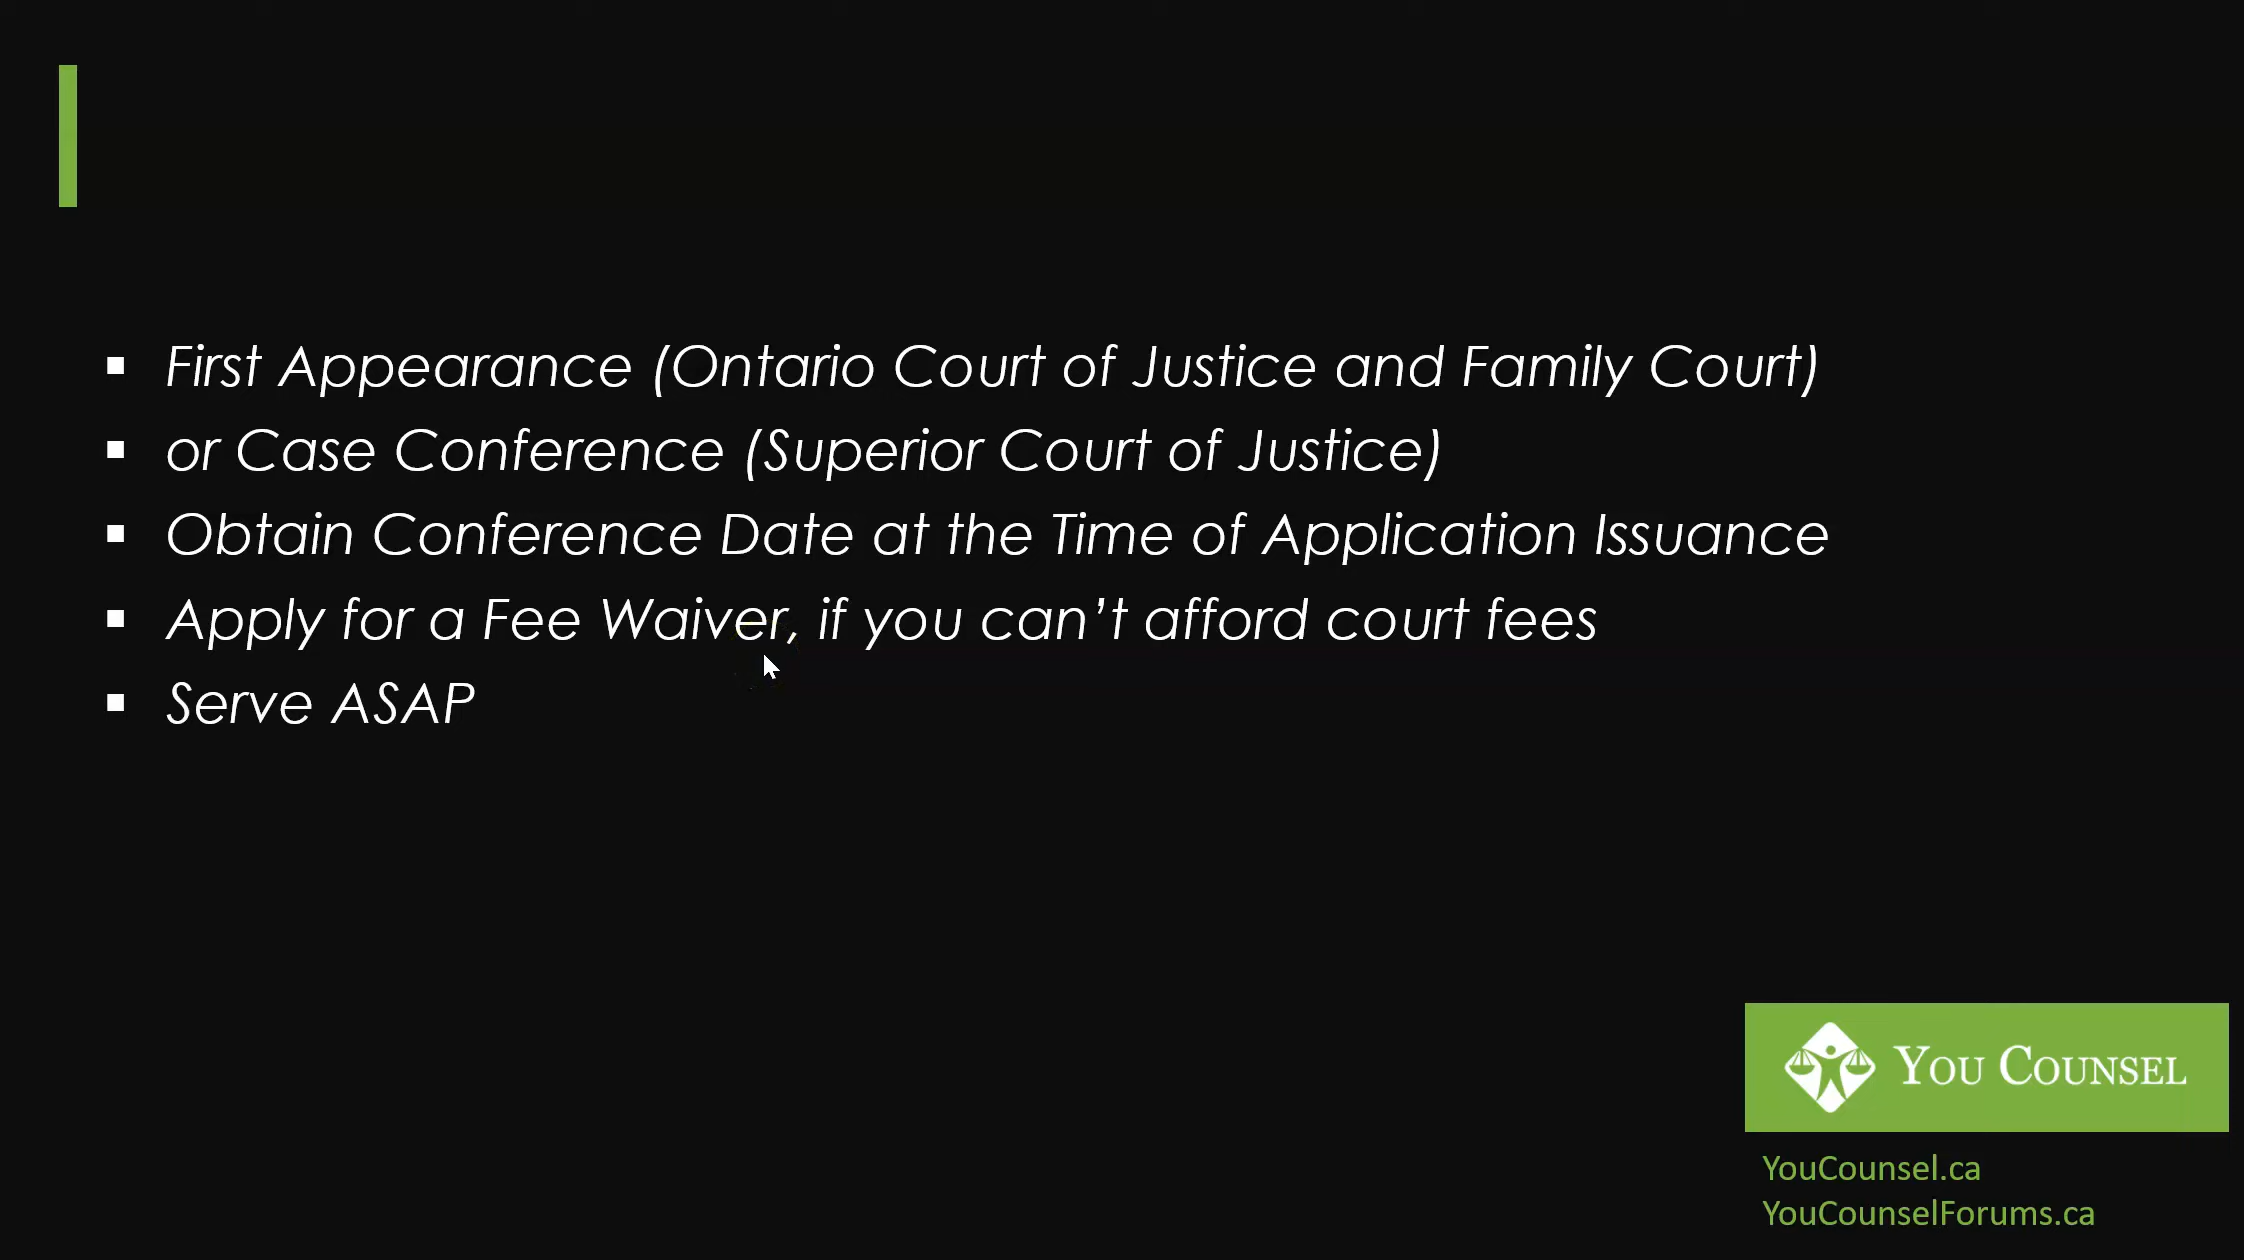 ▪ First Appearance (Ontario Court of Justice and Family Court)
▪ or Case Conference (Superior Court of Justice)
▪ Obtain Conference Date at the Time of Application Issuance
▪ Apply for a Fee Waiver, if you can’t afford court fees
▪ Serve ASAP
YOU COUNSEL
YouCounsel.ca
YouCounselForums.ca